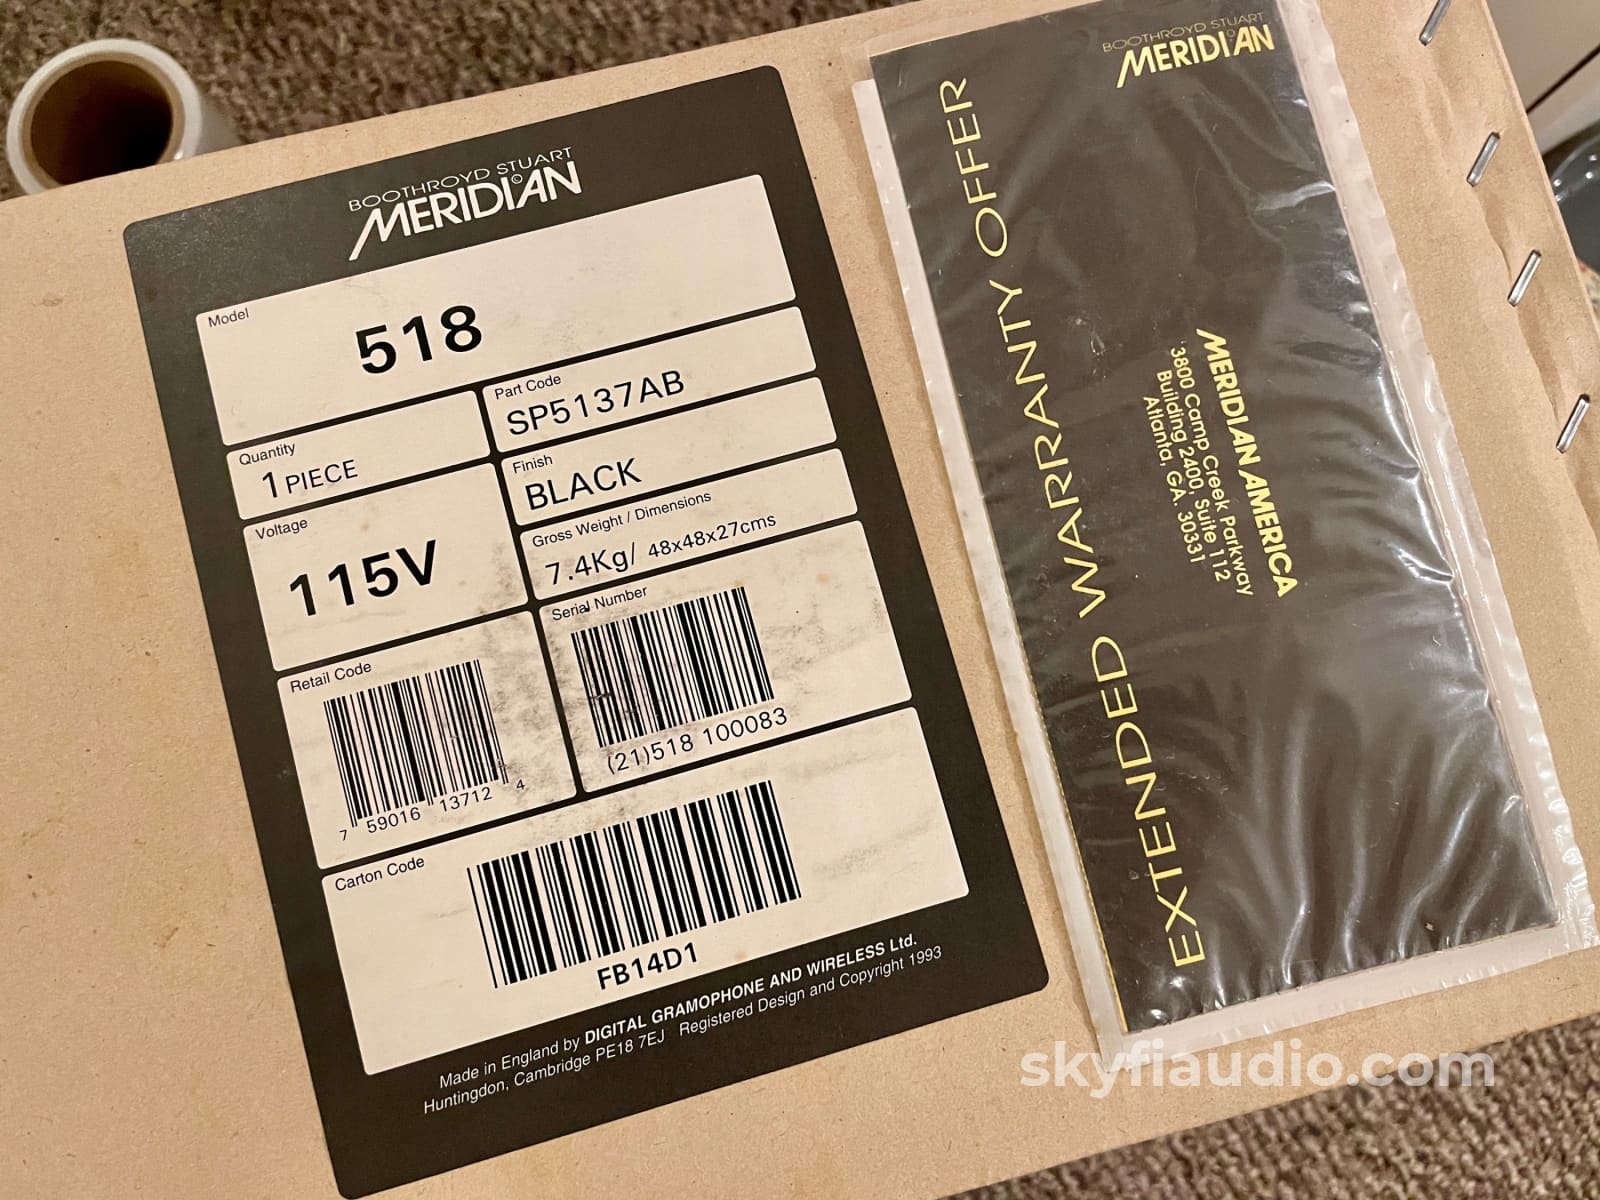 BOOTHROYD STUART
MERIDIAN
Model
518
Quantity
1 PIECE
Part Code
SP5137AB
Finish
BLACK
Voltage
115V
Gross Weight / Dimensions
7.4Kg/ 48x48x27cms
Retail Code
7 59016 13712 4
Serial Number
(21)518 100083
Carton Code
FB14D1
Made in England by DIGITAL GRAMOPHONE AND WIRELESS Ltd.
Huntingdon, Cambridge PE18 7EJ Registered Design and Copyright 1993
BOOTHROYD STUART
MERIDIAN
EXTENDED WARRANTY OFFER
MERIDIAN AMERICA
3800 Camp Creek Parkway
Building 2400, Suite 112
Atlanta, GA. 30331
skyfiaudio.com